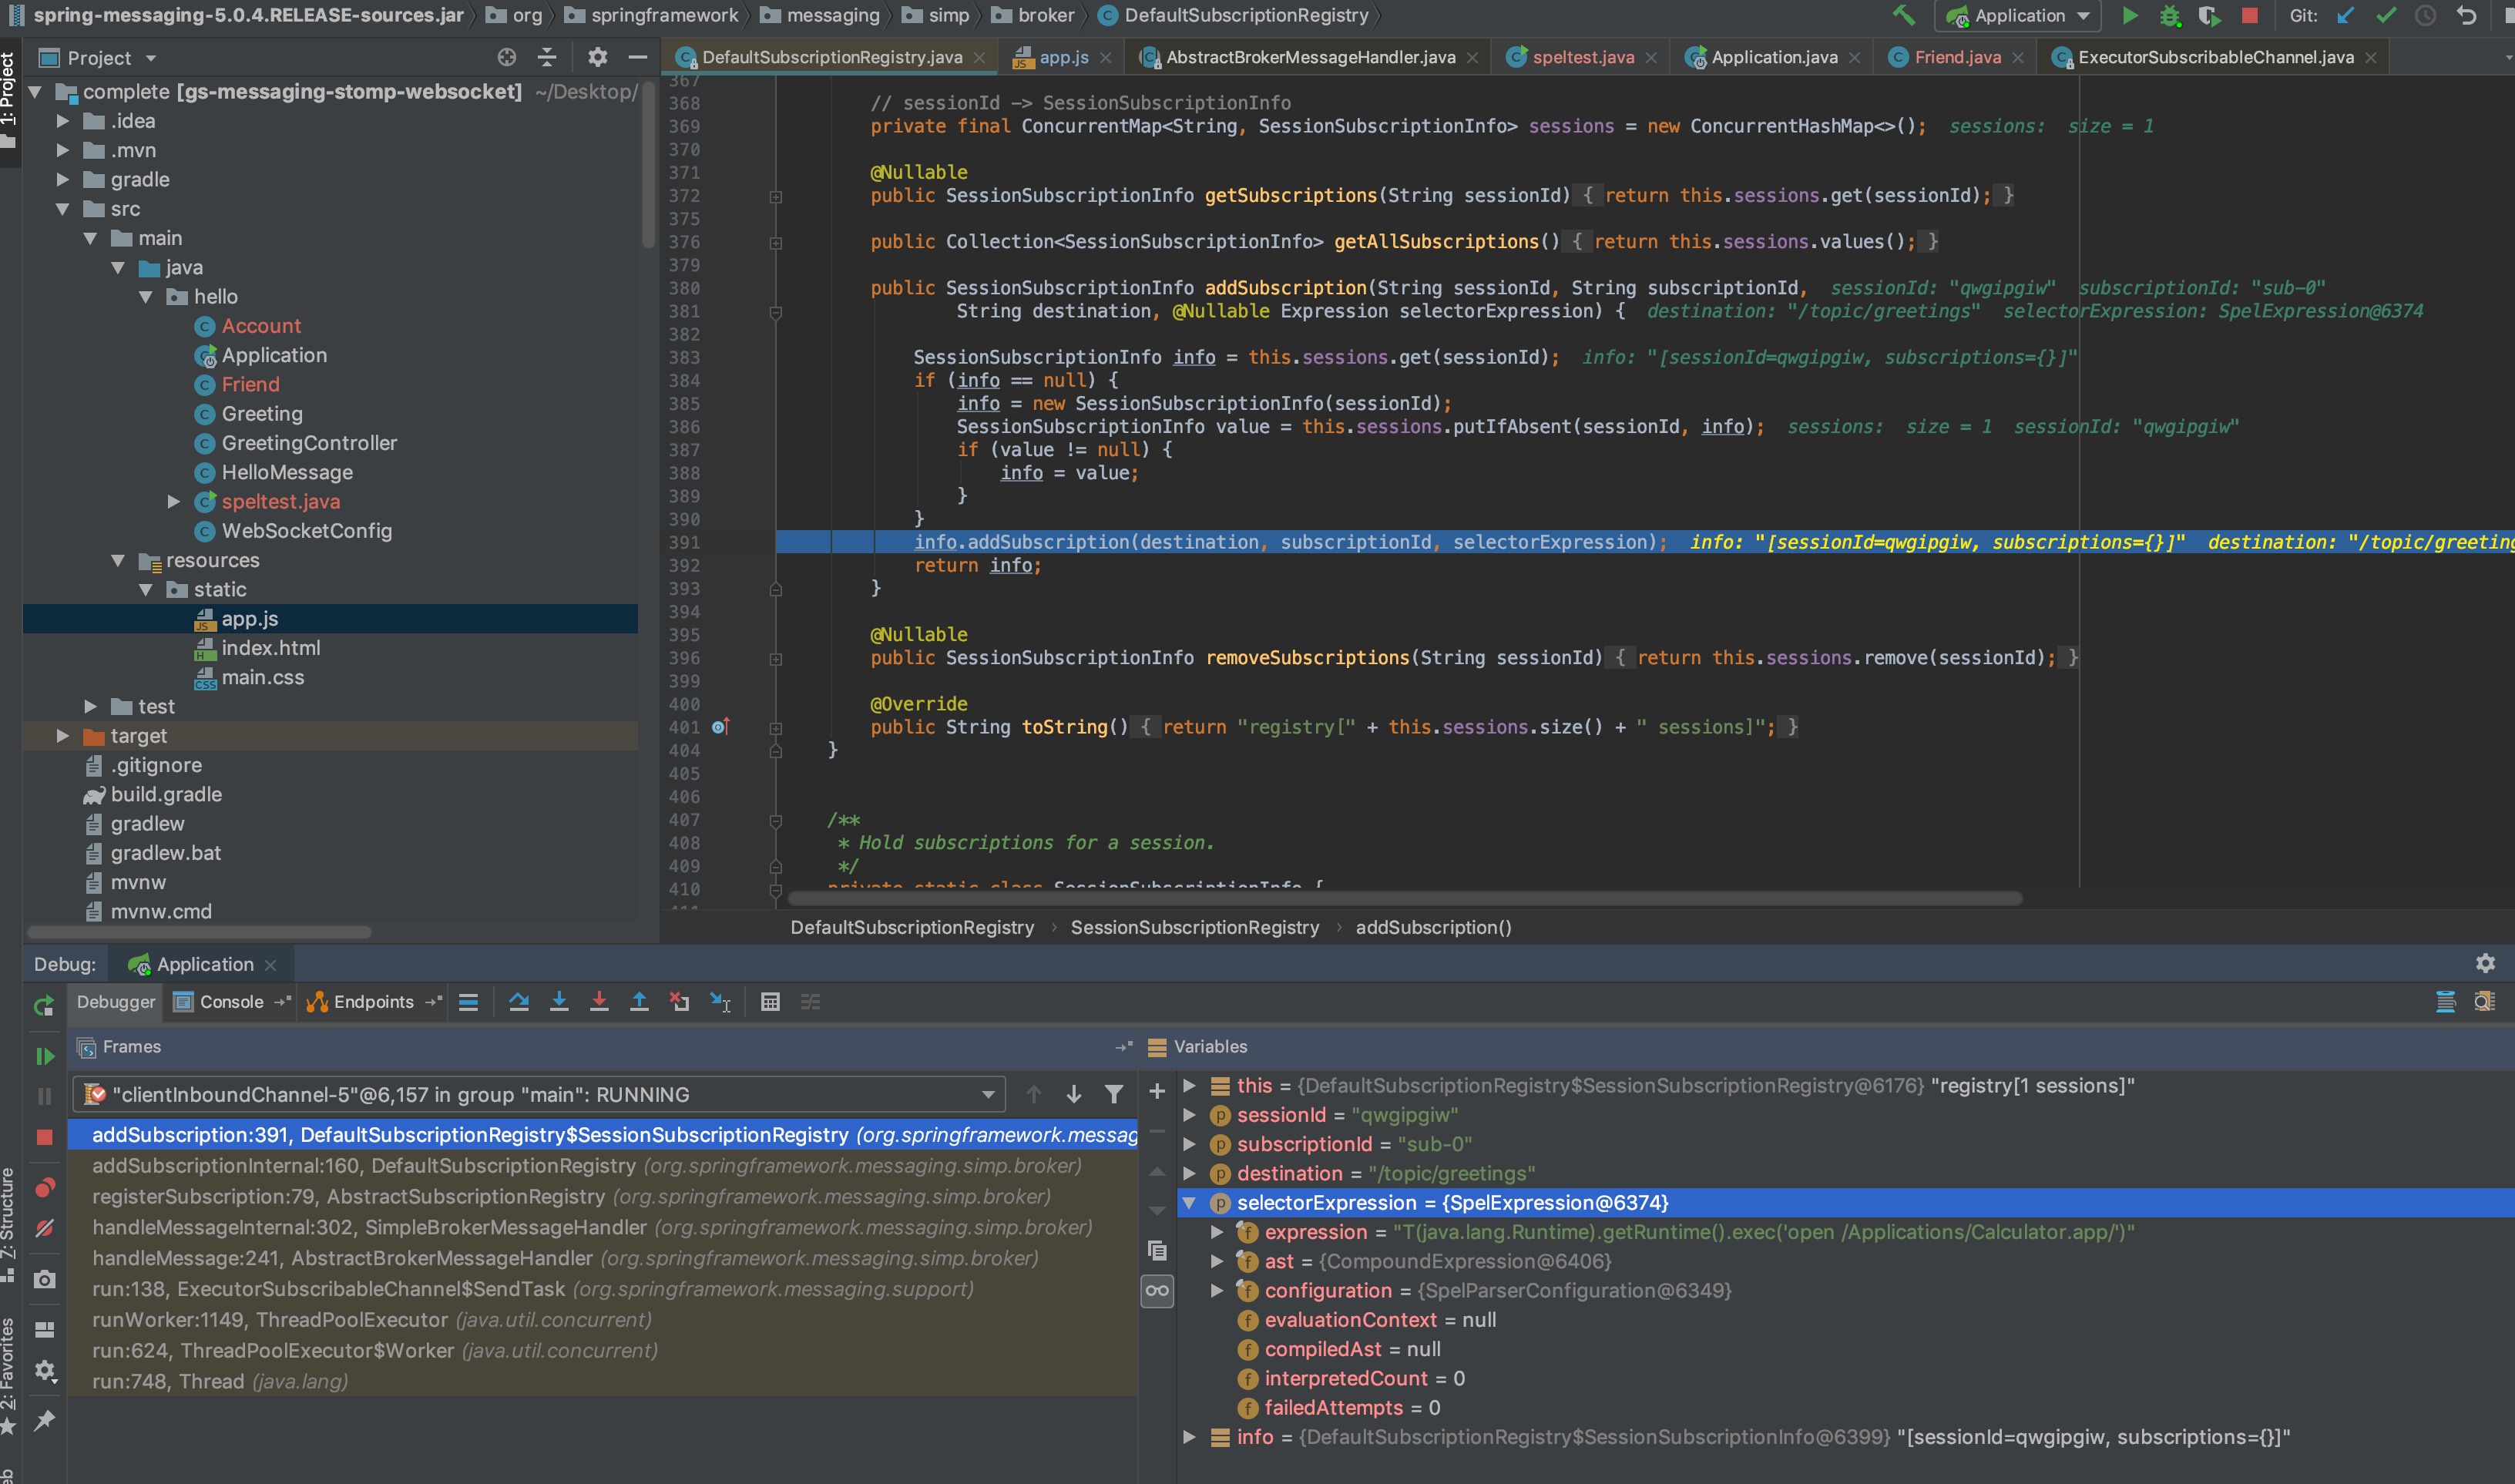 spring-messaging-5.0.4.RELEASE-sources.jar org springframework messaging simp broker DefaultSubscriptionRegistry Application Git:
1: Project
Project
DefaultSubscriptionRegistry.java app.js AbstractBrokerMessageHandler.java speltest.java Application.java Friend.java ExecutorSubscribableChannel.java
complete [gs-messaging-stomp-websocket] ~/Desktop/
.idea
.mvn
gradle
src
main
java
hello
Account
Application
Friend
Greeting
GreetingController
HelloMessage
speltest.java
WebSocketConfig
resources
static
app.js
index.html
main.css
test
target
.gitignore
build.gradle
gradlew
gradlew.bat
mvnw
mvnw.cmd
367
368 // sessionId -> SessionSubscriptionInfo
369 private final ConcurrentMap<String, SessionSubscriptionInfo> sessions = new ConcurrentHashMap<>(); sessions: size = 1
370
371 @Nullable
372 public SessionSubscriptionInfo getSubscriptions(String sessionId) { return this.sessions.get(sessionId); }
375
376 public Collection<SessionSubscriptionInfo> getAllSubscriptions() { return this.sessions.values(); }
379
380 public SessionSubscriptionInfo addSubscription(String sessionId, String subscriptionId, sessionId: "qwgipgiw" subscriptionId: "sub-0"
381 String destination, @Nullable Expression selectorExpression) { destination: "/topic/greetings" selectorExpression: SpelExpression@6374
382
383 SessionSubscriptionInfo info = this.sessions.get(sessionId); info: "[sessionId=qwgipgiw, subscriptions={}]"
384 if (info == null) {
385 info = new SessionSubscriptionInfo(sessionId);
386 SessionSubscriptionInfo value = this.sessions.putIfAbsent(sessionId, info); sessions: size = 1 sessionId: "qwgipgiw"
387 if (value != null) {
388 info = value;
389 }
390 }
391 info.addSubscription(destination, subscriptionId, selectorExpression); info: "[sessionId=qwgipgiw, subscriptions={}]" destination: "/topic/greeting
392 return info;
393 }
394
395 @Nullable
396 public SessionSubscriptionInfo removeSubscriptions(String sessionId) { return this.sessions.remove(sessionId); }
399
400 @Override
401 public String toString() { return "registry[" + this.sessions.size() + " sessions]"; }
404 }
405
406
407 /**
408 * Hold subscriptions for a session.
409 */
410 private static class SessionSubscriptionInfo {
411
DefaultSubscriptionRegistry › SessionSubscriptionRegistry › addSubscription()
Debug: Application
Debugger Console Endpoints
Frames
"clientInboundChannel-5"@6,157 in group "main": RUNNING
addSubscription:391, DefaultSubscriptionRegistry$SessionSubscriptionRegistry (org.springframework.messag
addSubscriptionInternal:160, DefaultSubscriptionRegistry (org.springframework.messaging.simp.broker)
registerSubscription:79, AbstractSubscriptionRegistry (org.springframework.messaging.simp.broker)
handleMessageInternal:302, SimpleBrokerMessageHandler (org.springframework.messaging.simp.broker)
handleMessage:241, AbstractBrokerMessageHandler (org.springframework.messaging.simp.broker)
run:138, ExecutorSubscribableChannel$SendTask (org.springframework.messaging.support)
runWorker:1149, ThreadPoolExecutor (java.util.concurrent)
run:624, ThreadPoolExecutor$Worker (java.util.concurrent)
run:748, Thread (java.lang)
Variables
this = {DefaultSubscriptionRegistry$SessionSubscriptionRegistry@6176} "registry[1 sessions]"
sessionId = "qwgipgiw"
subscriptionId = "sub-0"
destination = "/topic/greetings"
selectorExpression = {SpelExpression@6374}
expression = "T(java.lang.Runtime).getRuntime().exec('open /Applications/Calculator.app/')"
ast = {CompoundExpression@6406}
configuration = {SpelParserConfiguration@6349}
evaluationContext = null
compiledAst = null
interpretedCount = 0
failedAttempts = 0
info = {DefaultSubscriptionRegistry$SessionSubscriptionInfo@6399} "[sessionId=qwgipgiw, subscriptions={}]"
7: Structure
2: Favorites
eb